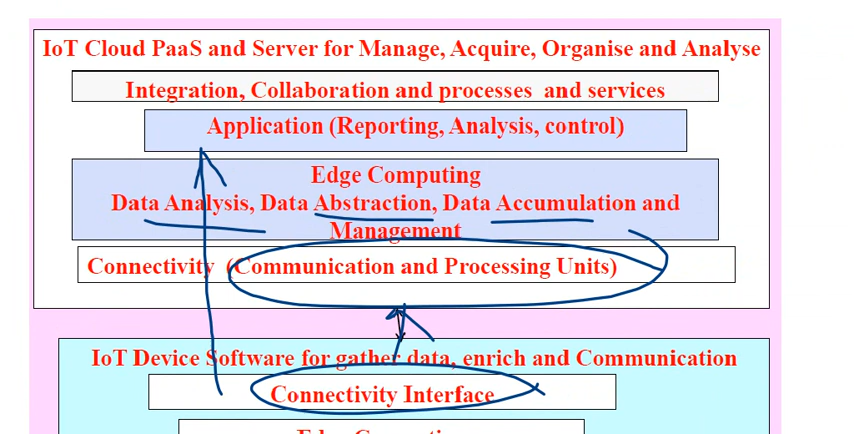 IoT Cloud PaaS and Server for Manage, Acquire, Organise and Analyse
Integration, Collaboration and processes and services
Application (Reporting, Analysis, control)
Edge Computing
Data Analysis, Data Abstraction, Data Accumulation and
Management
Connectivity (Communication and Processing Units)
IoT Device Software for gather data, enrich and Communication
Connectivity Interface